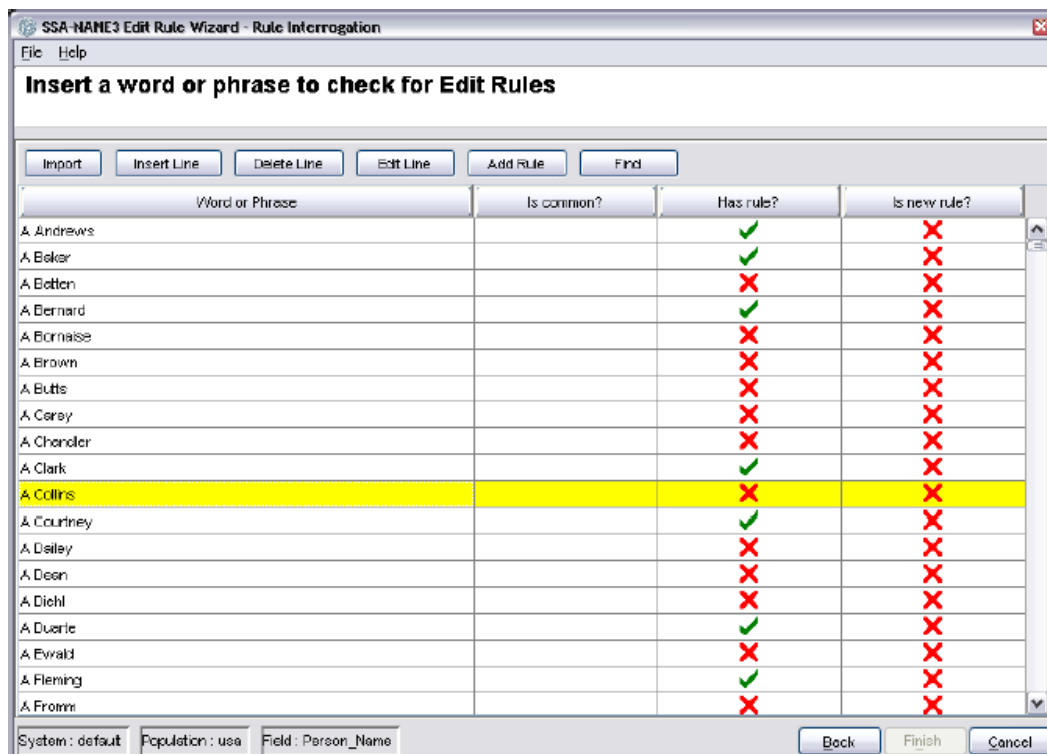 SSA-NAME3 Edit Rule Wizard - Rule Interrogation
File Help
Insert a word or phrase to check for Edit Rules
Import Insert Line Delete Line Edit Line Add Rule Find
Word or Phrase Is common? Has rule? Is new rule?
A Andrews
A Baker
A Batten
A Bernard
A Bornaise
A Brown
A Butts
A Carey
A Chandler
A Clark
A Collins
A Courtney
A Dailey
A Dean
A Diehl
A Duarte
A Ewald
A Fleming
A Fromm
System : default Population : usa Field : Person_Name Back Finish Cancel